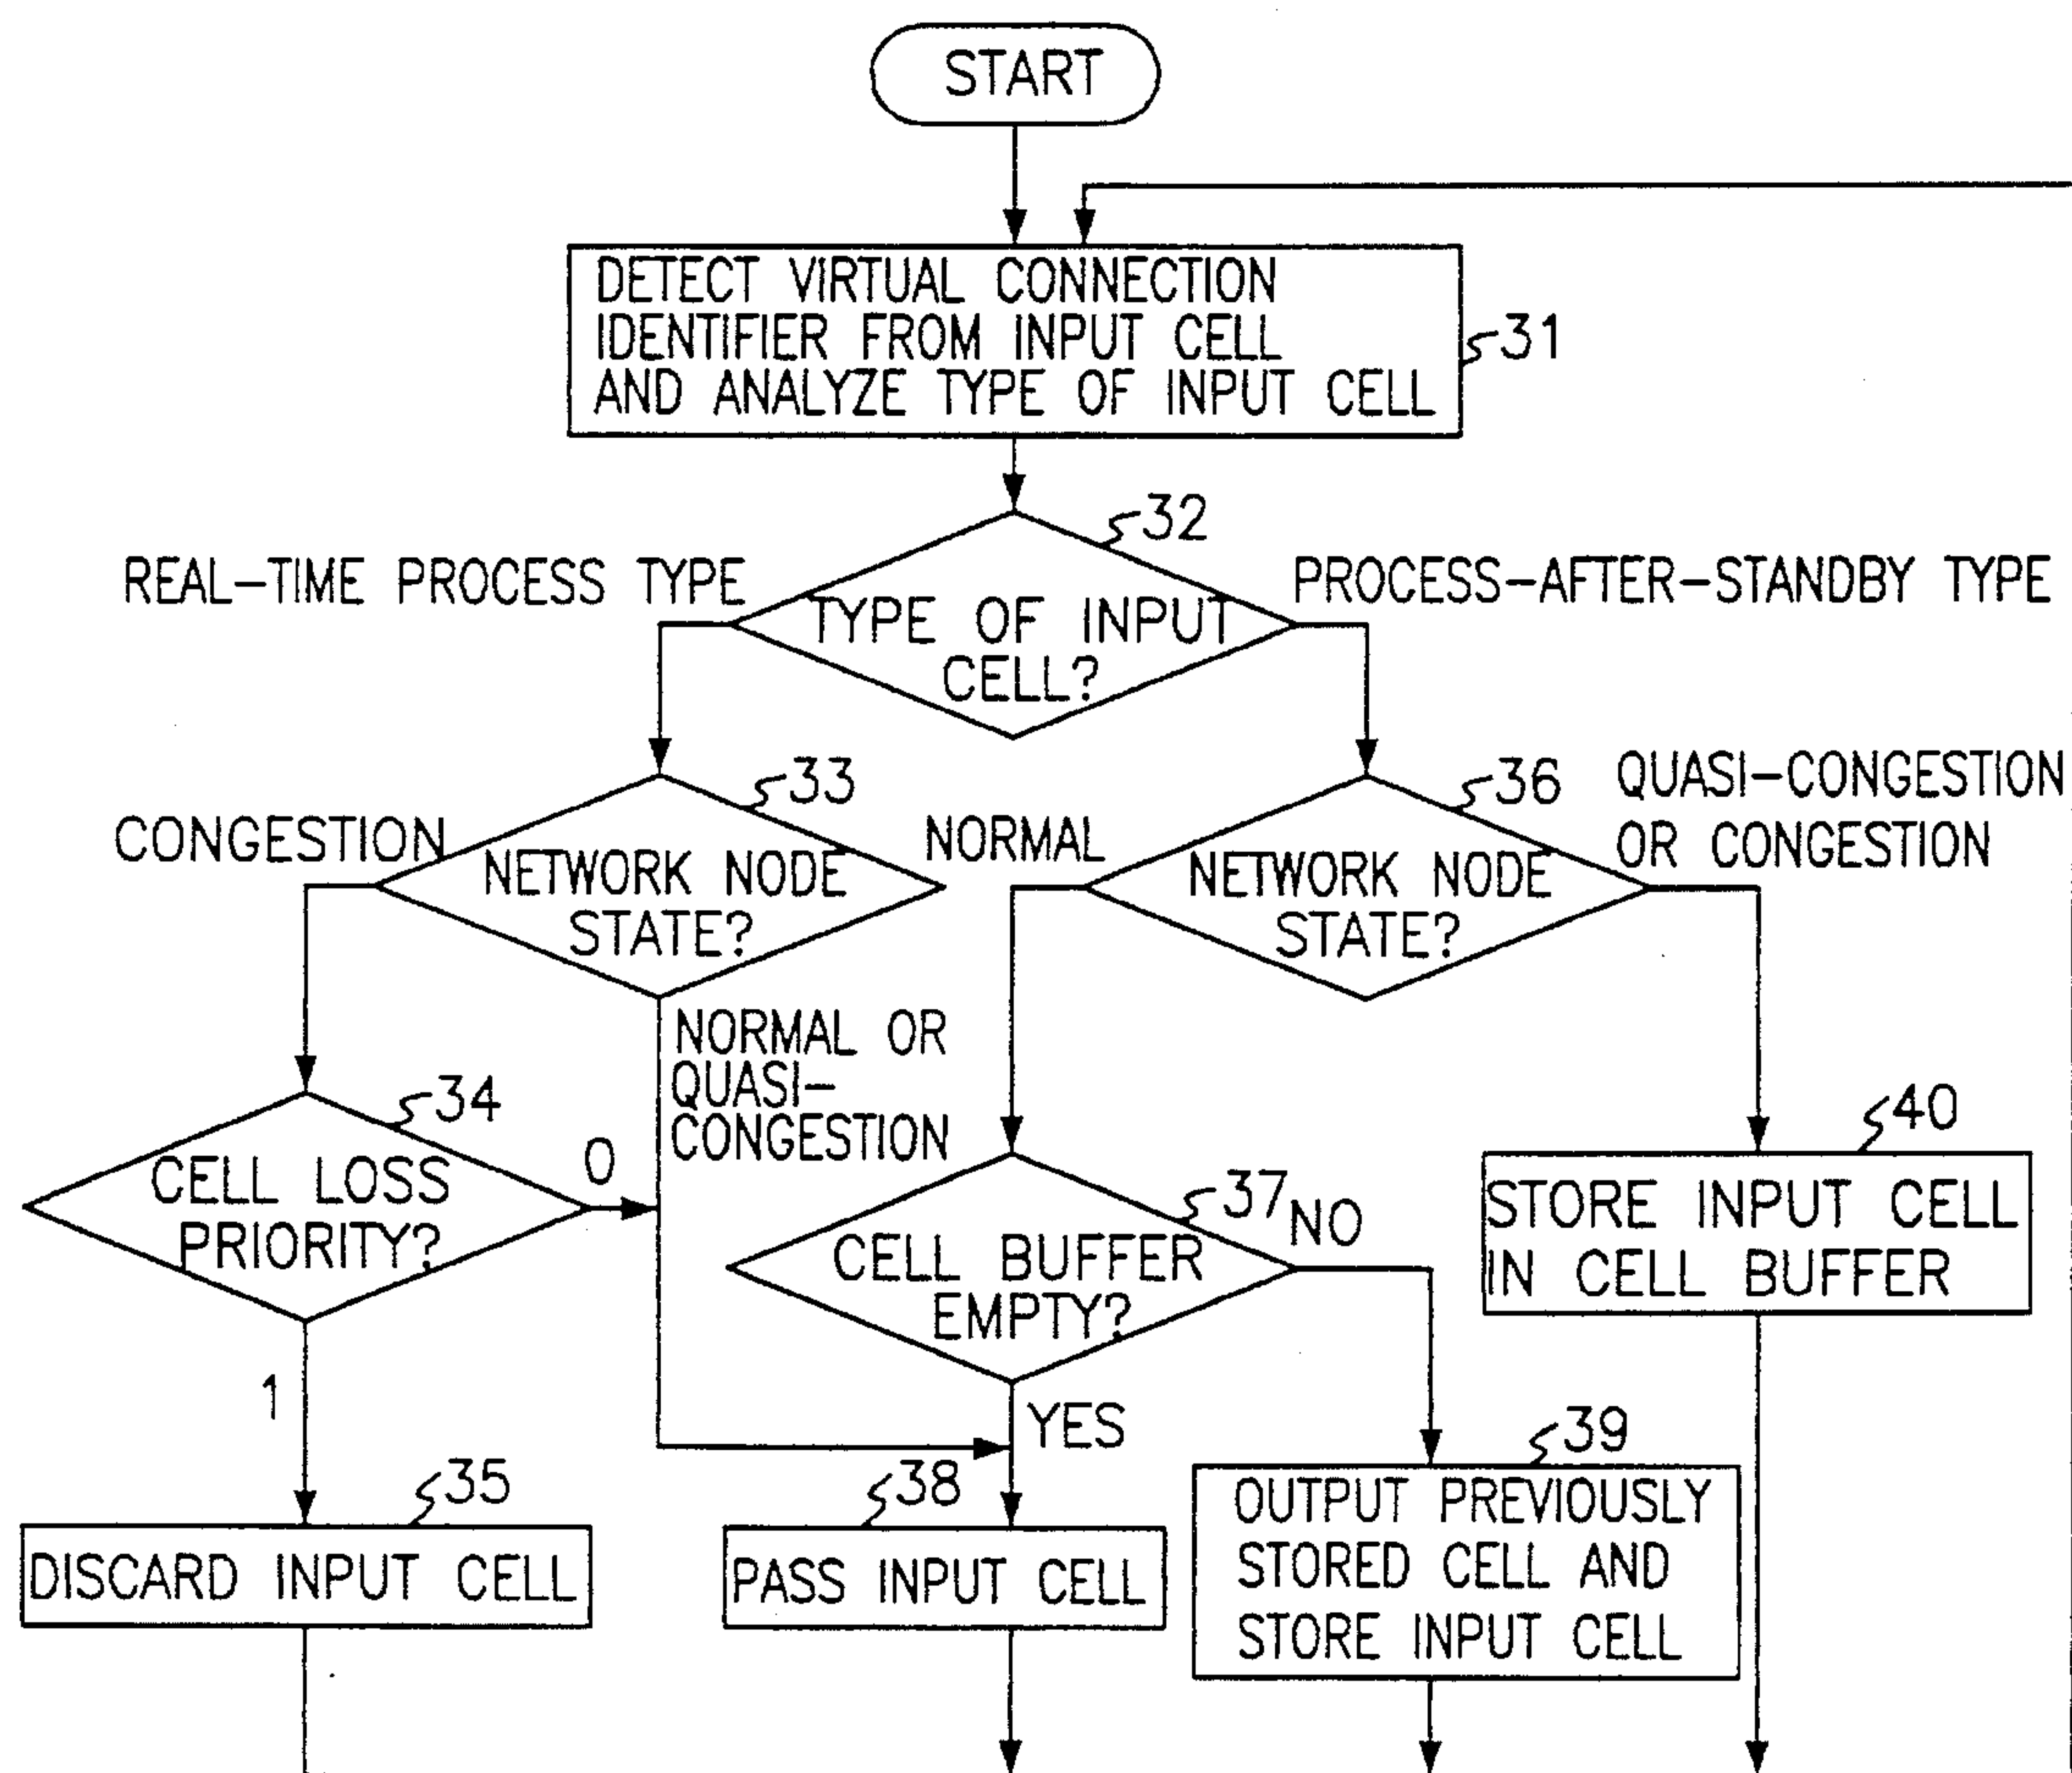 START
DETECT VIRTUAL CONNECTION
IDENTIFIER FROM INPUT CELL
AND ANALYZE TYPE OF INPUT CELL
31
32
REAL-TIME PROCESS TYPE
PROCESS-AFTER-STANDBY TYPE
TYPE OF INPUT
CELL?
33
36
QUASI-CONGESTION
OR CONGESTION
CONGESTION
NETWORK NODE
STATE?
NORMAL
NETWORK NODE
STATE?
NORMAL OR
QUASI-
CONGESTION
34
0
CELL LOSS
PRIORITY?
37
NO
CELL BUFFER
EMPTY?
40
STORE INPUT CELL
IN CELL BUFFER
1
YES
35
DISCARD INPUT CELL
38
PASS INPUT CELL
39
OUTPUT PREVIOUSLY
STORED CELL AND
STORE INPUT CELL